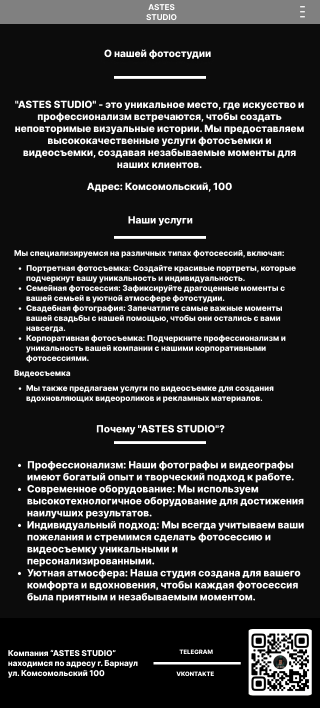 ASTES
STUDIO
О нашей фотостудии
"ASTES STUDIO" - это уникальное место, где искусство и
профессионализм встречаются, чтобы создать
неповторимые визуальные истории. Мы предоставляем
высококачественные услуги фотосъемки и
видеосъемки, создавая незабываемые моменты для
наших клиентов.
Адрес: Комсомольский, 100
Наши услуги
Мы специализируемся на различных типах фотосессий, включая:
• Портретная фотосъемка: Создайте красивые портреты, которые
подчеркнут вашу уникальность и индивидуальность.
• Семейная фотосессия: Зафиксируйте драгоценные моменты с
вашей семьей в уютной атмосфере фотостудии.
• Свадебная фотография: Запечатлите самые важные моменты
вашей свадьбы с нашей помощью, чтобы они остались с вами
навсегда.
• Корпоративная фотосъемка: Подчеркните профессионализм и
уникальность вашей компании с нашими корпоративными
фотосессиями.
Видеосъемка
• Мы также предлагаем услуги по видеосъемке для создания
вдохновляющих видеороликов и рекламных материалов.
Почему "ASTES STUDIO"?
• Профессионализм: Наши фотографы и видеографы
имеют богатый опыт и творческий подход к работе.
• Современное оборудование: Мы используем
высокотехнологичное оборудование для достижения
наилучших результатов.
• Индивидуальный подход: Мы всегда учитываем ваши
пожелания и стремимся сделать фотосессию и
видеосъемку уникальными и
персонализированными.
• Уютная атмосфера: Наша студия создана для вашего
комфорта и вдохновения, чтобы каждая фотосессия
была приятным и незабываемым моментом.
Компания "ASTES STUDIO"
находимся по адресу г. Барнаул
ул. Комсомольский 100
TELEGRAM
VKONTAKTE